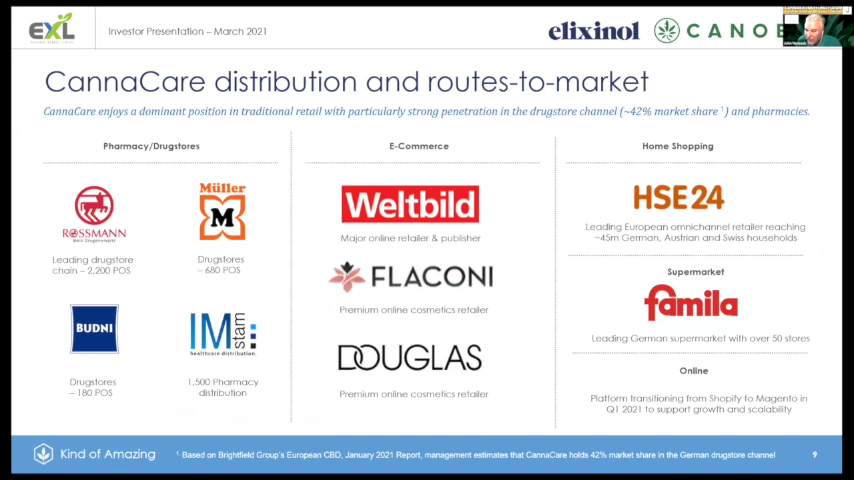 EXL
Investor Presentation – March 2021
elixinol
CANO
CannaCare distribution and routes-to-market
CannaCare enjoys a dominant position in traditional retail with particularly strong penetration in the drugstore channel (~42% market share 1) and pharmacies.
Pharmacy/Drugstores
ROSSMANN
Mein Drogeriemarkt
Leading drugstore
chain – 2,200 POS
Müller
M
Drugstores
– 680 POS
BUDNI
Drugstores
– 180 POS
IMstam
healthcare distribution.
1,500 Pharmacy
distribution
E-Commerce
Weltbild
Major online retailer & publisher
FLACONI
Premium online cosmetics retailer
DOUGLAS
Premium online cosmetics retailer
Home Shopping
HSE24
Leading European omnichannel retailer reaching
~45m German, Austrian and Swiss households
Supermarket
famila
Leading German supermarket with over 50 stores
Online
Platform transitioning from Shopify to Magento in
Q1 2021 to support growth and scalability
Kind of Amazing
1 Based on Brightfield Group's European CBD, January 2021 Report, management estimates that CannaCare holds 42% market share in the German drugstore channel
9